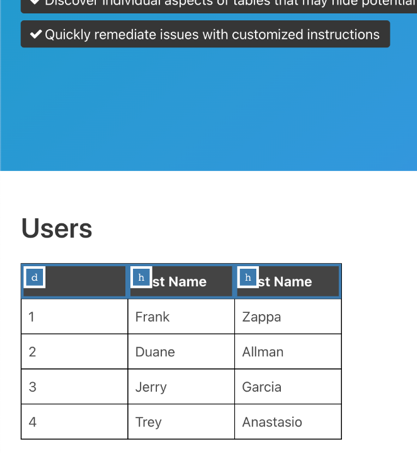 ✔ Discover individual aspects of tables that may hide potential
✔ Quickly remediate issues with customized instructions
Users
d h st Name h st Name
1 Frank Zappa
2 Duane Allman
3 Jerry Garcia
4 Trey Anastasio